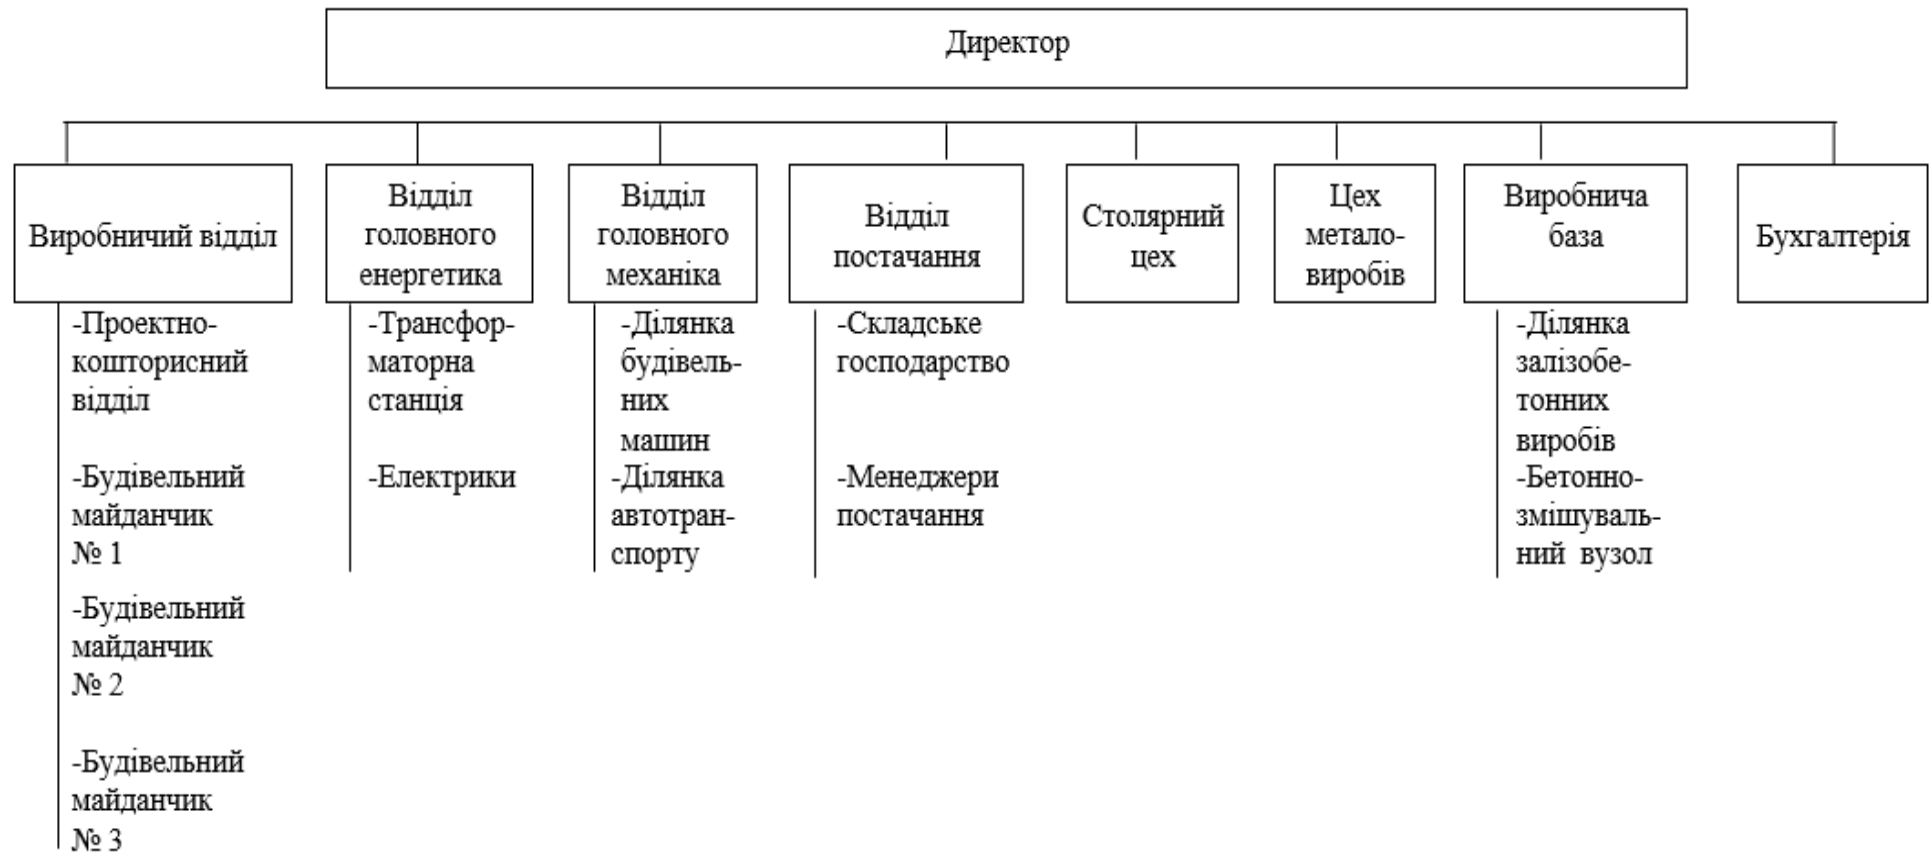 Директор
Виробничий відділ
Відділ
головного
енергетика
Відділ
головного
механіка
Відділ
постачання
Столярний
цех
Цех
метало-
виробів
Виробнича
база
Бухгалтерія
-Проектно-
кошторисний
відділ
-Будівельний
майданчик
№ 1
-Будівельний
майданчик
№ 2
-Будівельний
майданчик
№ 3
-Трансфор-
маторна
станція
-Електрики
-Ділянка
будівель-
них
машин
-Ділянка
автотран-
спорту
-Складське
господарство
-Менеджери
постачання
-Ділянка
залізобе-
тонних
виробів
-Бетонно-
змішуваль-
ний вузол